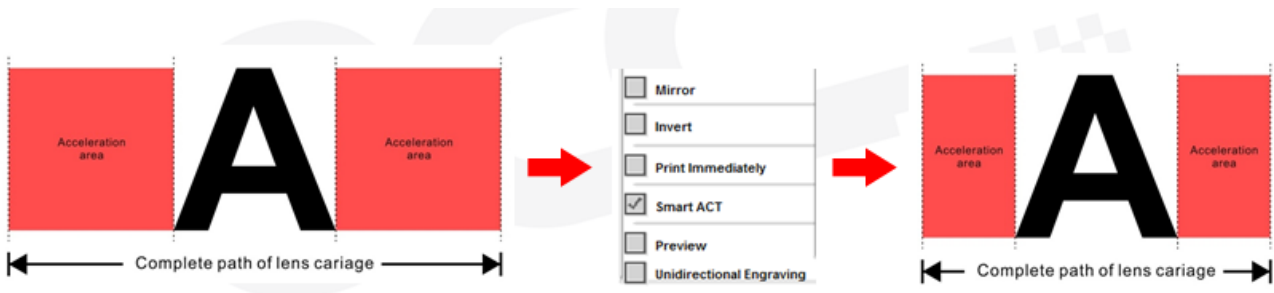 Acceleration
area
A
Acceleration
area
Complete path of lens cariage
Mirror
Invert
Print Immediately
Smart ACT
Preview
Unidirectional Engraving
Acceleration
area
A
Acceleration
area
Complete path of lens cariage